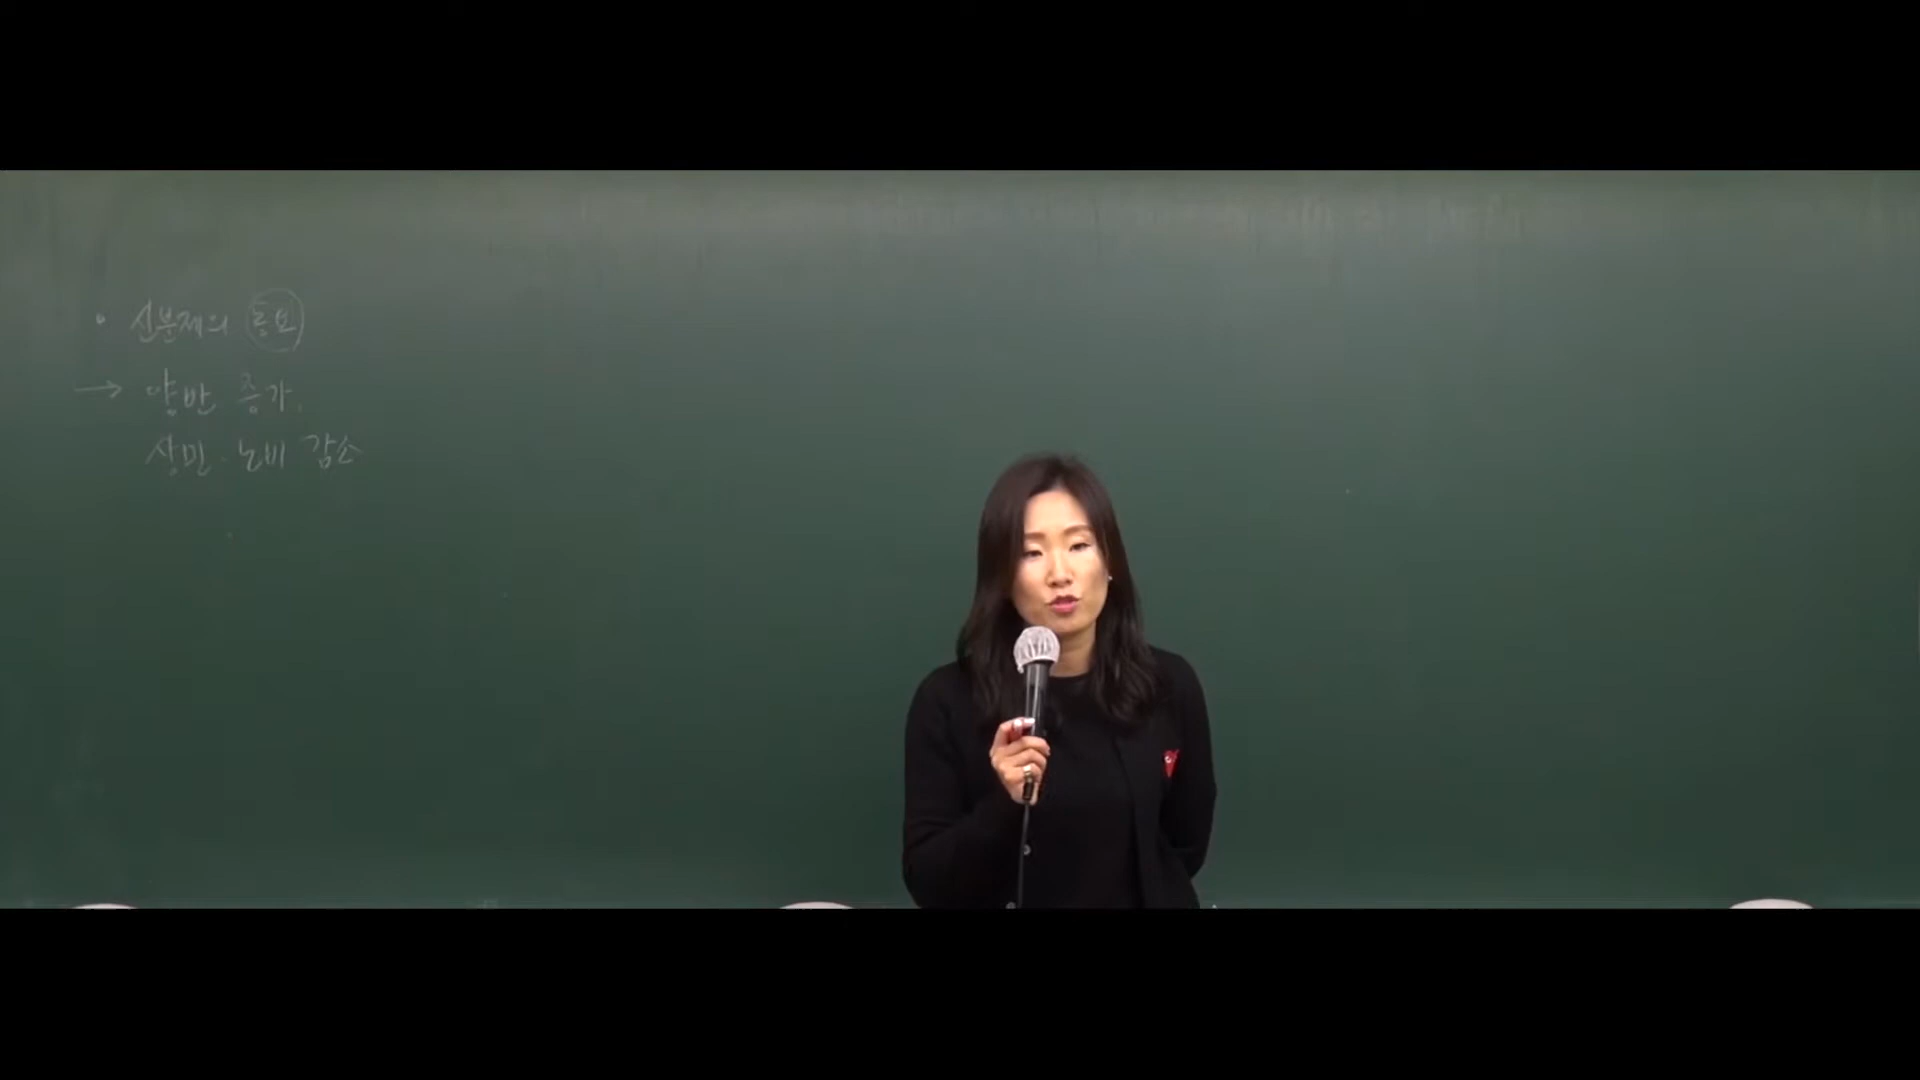 • 신분제의 동요
→ 양반 증가,
상민·노비 감소